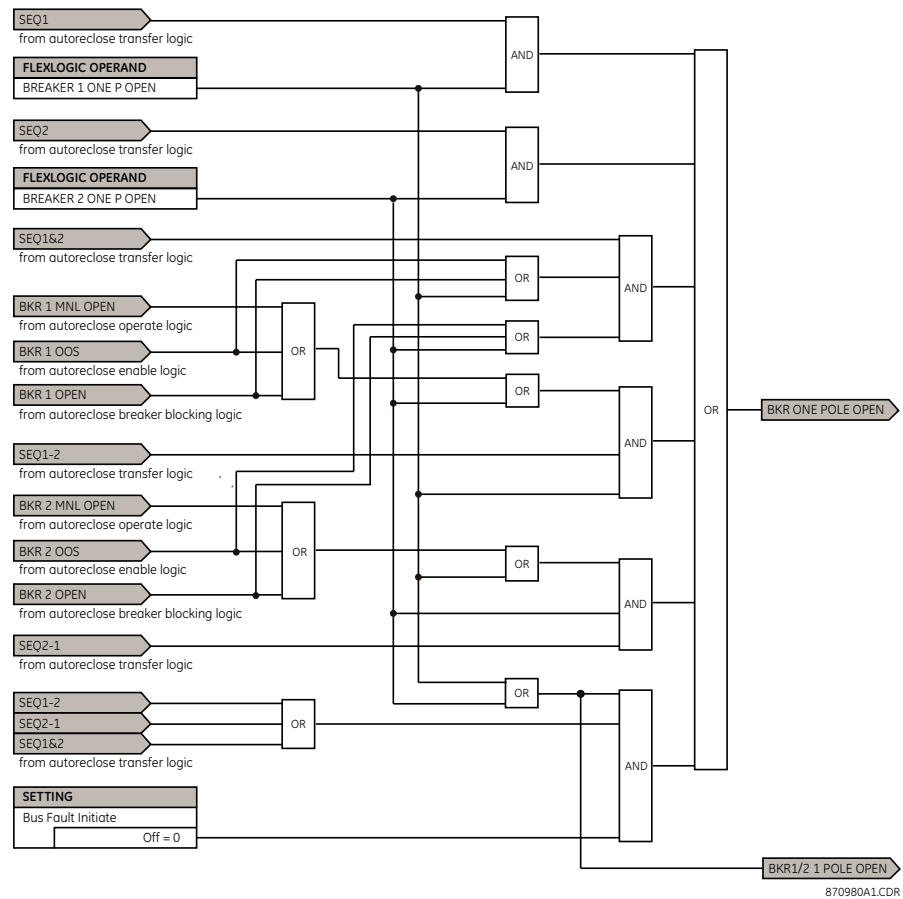 SEQ1
from autoreclose transfer logic
AND
FLEXLOGIC OPERAND
BREAKER 1 ONE P OPEN
SEQ2
from autoreclose transfer logic
AND
FLEXLOGIC OPERAND
BREAKER 2 ONE P OPEN
SEQ1&2
from autoreclose transfer logic
OR
AND
BKR 1 MNL OPEN
from autoreclose operate logic
OR
BKR 1 OOS
from autoreclose enable logic
OR
BKR 1 OPEN
from autoreclose breaker blocking logic
OR
OR
BKR ONE POLE OPEN
AND
SEQ1-2
from autoreclose transfer logic
BKR 2 MNL OPEN
from autoreclose operate logic
BKR 2 OOS
from autoreclose enable logic
OR
OR
BKR 2 OPEN
from autoreclose breaker blocking logic
AND
SEQ2-1
from autoreclose transfer logic
OR
SEQ1-2
SEQ2-1
SEQ1&2
from autoreclose transfer logic
OR
AND
SETTING
Bus Fault Initiate
Off = 0
BKR1/2 1 POLE OPEN
870980A1.CDR